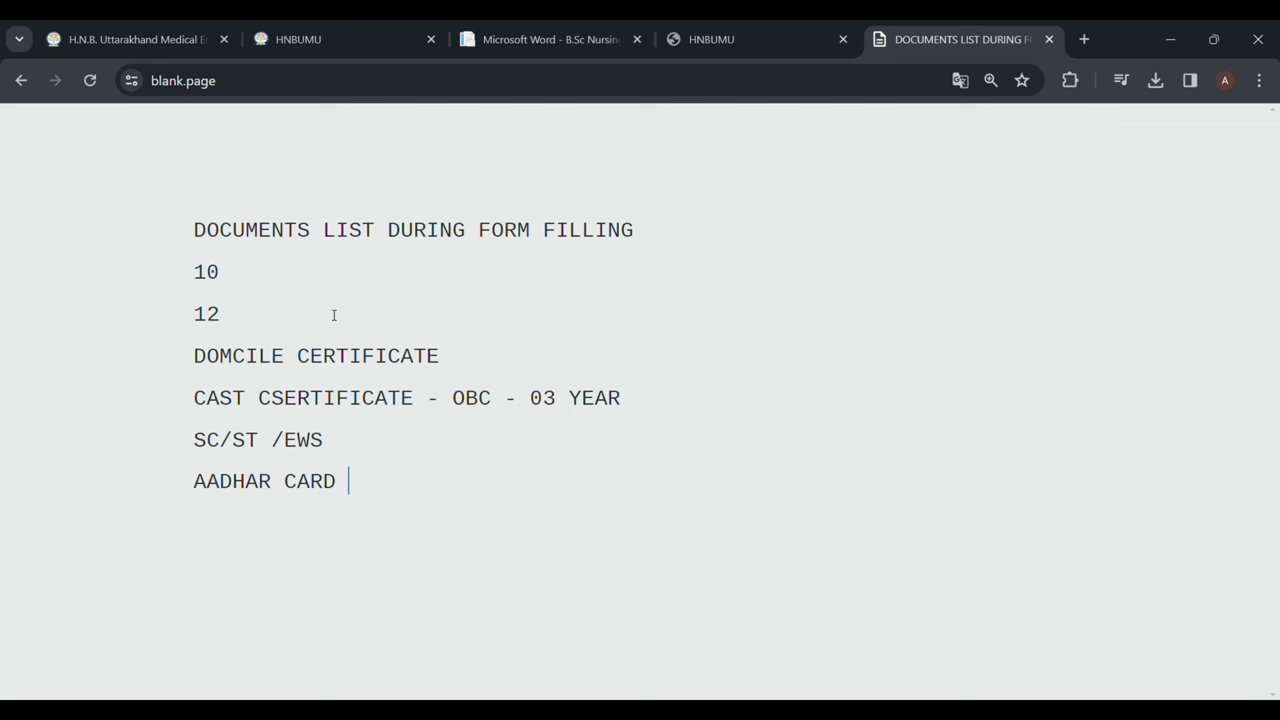 H.N.B. Uttarakhand Medical E
HNBUMU
Microsoft Word - B.Sc Nursin
HNBUMU
DOCUMENTS LIST DURING F
blank.page
A
DOCUMENTS LIST DURING FORM FILLING
10
12
DOMCILE CERTIFICATE
CAST CSERTIFICATE - OBC - 03 YEAR
SC/ST /EWS
AADHAR CARD